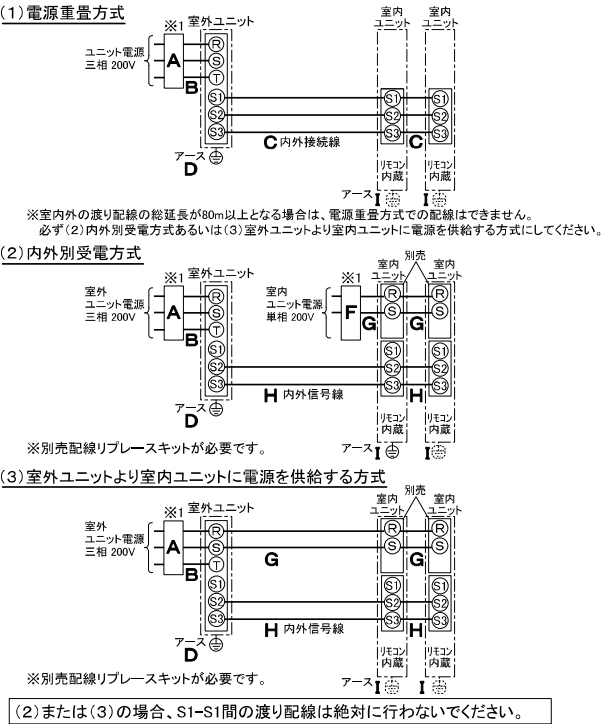 (1)電源重畳方式
室外ユニット
室内
ユニット
室内
ユニット
※1
ユニット電源
三相 200V
A
B
R
S
T
S1
S2
S3
S1
S2
S3
S1
S2
S3
C 内外接続線
C
アース
D
リモコン
内蔵
リモコン
内蔵
アース I
I
※室内外の渡り配線の総延長が80m以上となる場合は、電源重畳方式での配線はできません。
必ず(2)内外別受電方式あるいは(3)室外ユニットより室内ユニットに電源を供給する方式にしてください。
(2)内外別受電方式
別売
室外ユニット
室内
ユニット
室内
ユニット
※1
※1
室外
ユニット電源
三相 200V
A
B
R
S
T
S1
S2
S3
室内
ユニット電源
単相 200V
F
G
G
R
S
S1
S2
S3
R
S
S1
S2
S3
H 内外信号線
H
アース
D
リモコン
内蔵
リモコン
内蔵
アース I
I
※別売配線リプレースキットが必要です。
(3)室外ユニットより室内ユニットに電源を供給する方式
別売
室外ユニット
室内
ユニット
室内
ユニット
※1
室外
ユニット電源
三相 200V
A
B
R
S
T
S1
S2
S3
G
G
R
S
S1
S2
S3
R
S
S1
S2
S3
H 内外信号線
H
アース
D
リモコン
内蔵
リモコン
内蔵
アース I
I
※別売配線リプレースキットが必要です。
(2)または(3)の場合、S1-S1間の渡り配線は絶対に行わないでください。